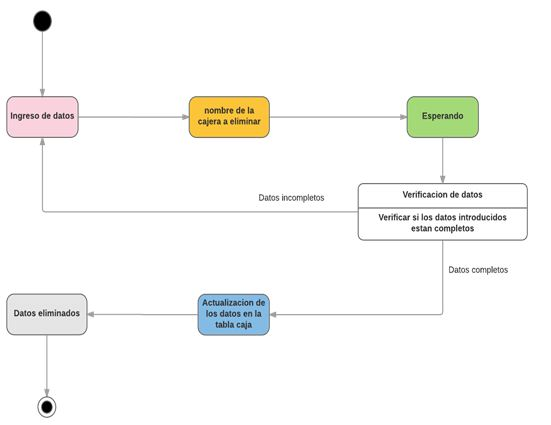 Ingreso de datos
nombre de la
cajera a eliminar
Esperando
Verificacion de datos
Verificar si los datos introducidos
estan completos
Datos incompletos
Datos completos
Actualizacion de
los datos en la
tabla caja
Datos eliminados